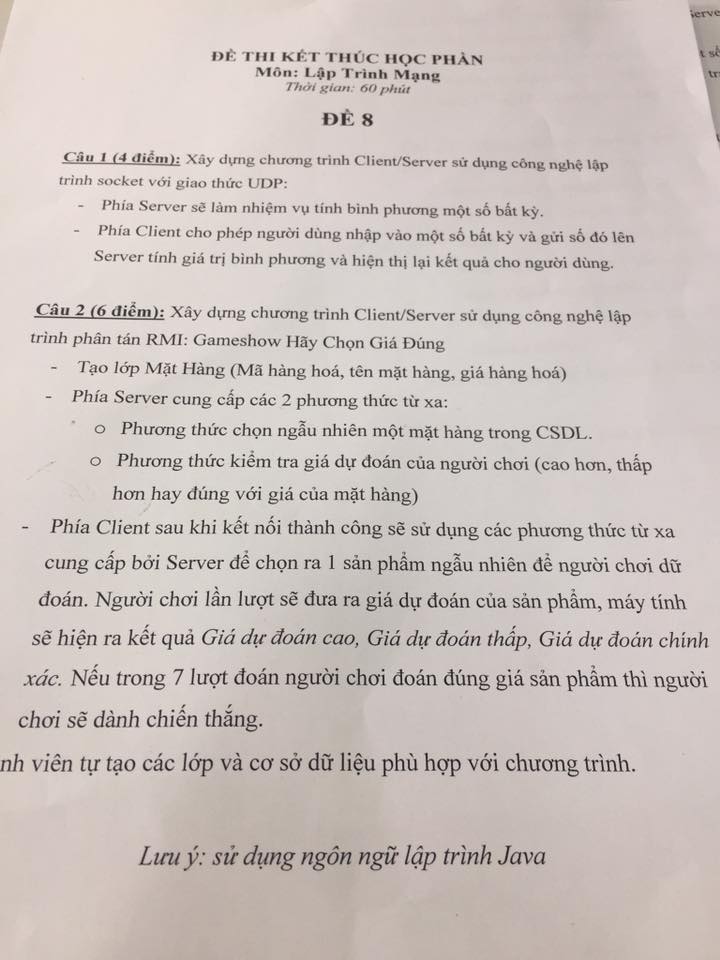 ĐỀ THI KẾT THÚC HỌC PHẦN
Môn: Lập Trình Mạng
Thời gian: 60 phút
ĐỀ 8
Câu 1 (4 điểm): Xây dựng chương trình Client/Server sử dụng công nghệ lập
trình socket với giao thức UDP:
- Phía Server sẽ làm nhiệm vụ tính bình phương một số bất kỳ.
- Phía Client cho phép người dùng nhập vào một số bất kỳ và gửi số đó lên
Server tính giá trị bình phương và hiện thị lại kết quả cho người dùng.
Câu 2 (6 điểm): Xây dựng chương trình Client/Server sử dụng công nghệ lập
trình phân tán RMI: Gameshow Hãy Chọn Giá Đúng
- Tạo lớp Mặt Hàng (Mã hàng hoá, tên mặt hàng, giá hàng hoá)
- Phía Server cung cấp các 2 phương thức từ xa:
o Phương thức chọn ngẫu nhiên một mặt hàng trong CSDL.
o Phương thức kiểm tra giá dự đoán của người chơi (cao hơn, thấp
hơn hay đúng với giá của mặt hàng)
- Phía Client sau khi kết nối thành công sẽ sử dụng các phương thức từ xa
cung cấp bởi Server để chọn ra 1 sản phẩm ngẫu nhiên để người chơi dữ
đoán. Người chơi lần lượt sẽ đưa ra giá dự đoán của sản phẩm, máy tính
sẽ hiện ra kết quả Giá dự đoán cao, Giá dự đoán thấp, Giá dự đoán chính
xác. Nếu trong 7 lượt đoán người chơi đoán đúng giá sản phẩm thì người
chơi sẽ dành chiến thắng.
nh viên tự tạo các lớp và cơ sở dữ liệu phù hợp với chương trình.
Lưu ý: sử dụng ngôn ngữ lập trình Java